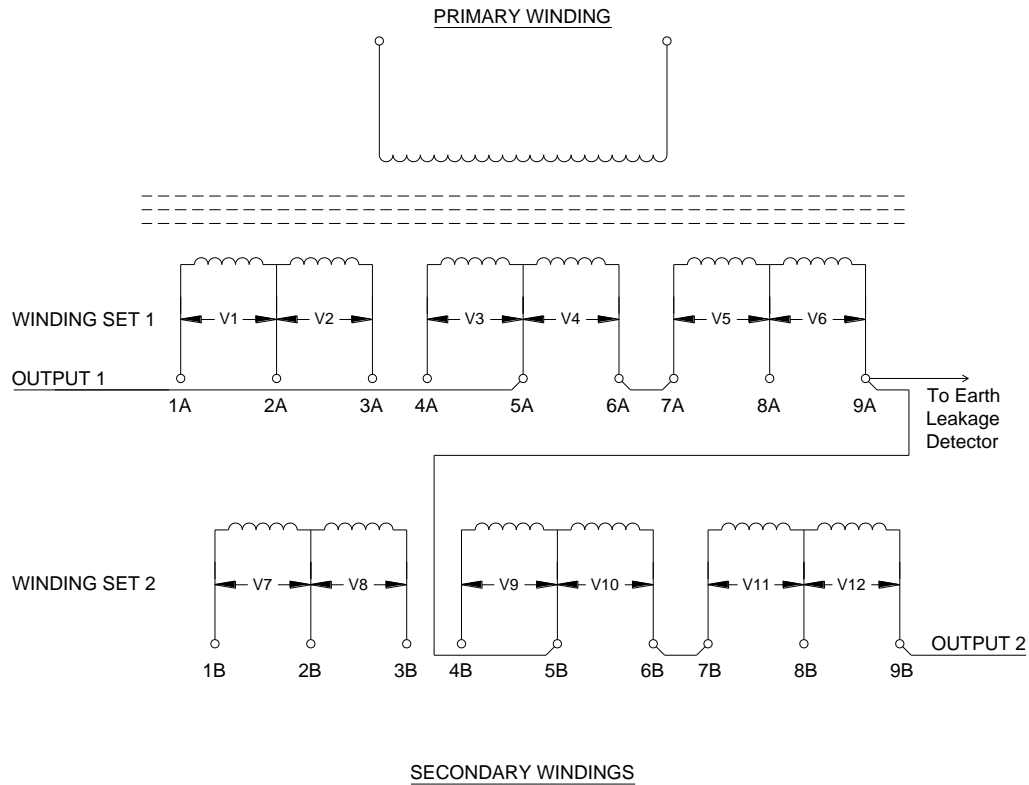 PRIMARY WINDING
WINDING SET 1
V1 V2 V3 V4 V5 V6
OUTPUT 1
1A 2A 3A 4A 5A 6A 7A 8A 9A
To Earth
Leakage
Detector
WINDING SET 2
V7 V8 V9 V10 V11 V12
OUTPUT 2
1B 2B 3B 4B 5B 6B 7B 8B 9B
SECONDARY WINDINGS